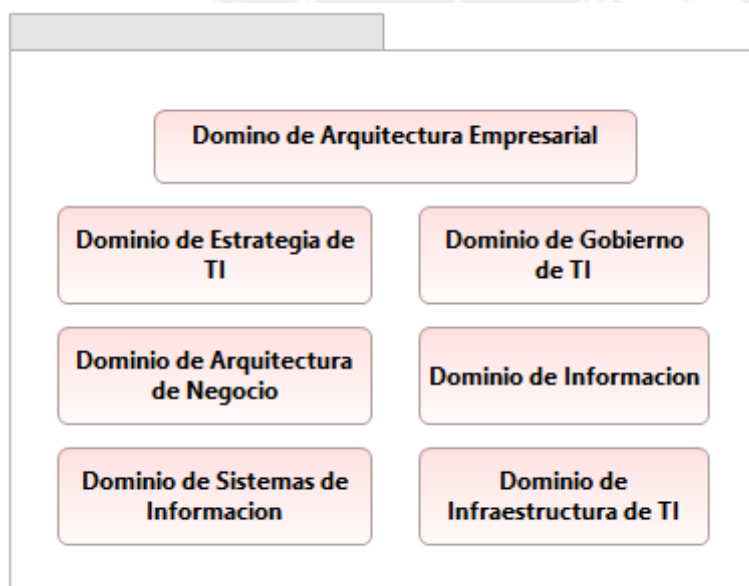 Domino de Arquitectura Empresarial
Dominio de Estrategia de
TI
Dominio de Gobierno
de TI
Dominio de Arquitectura
de Negocio
Dominio de Informacion
Dominio de Sistemas de
Informacion
Dominio de
Infraestructura de TI